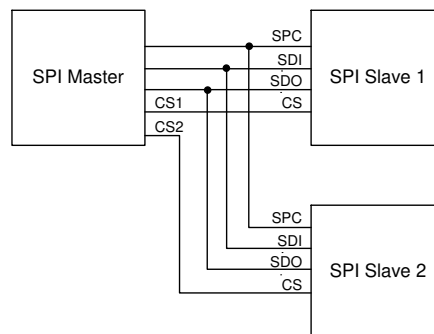 SPC
SDI
SPI Master
SPI Slave 1
SDO
CS1
CS
CS2
SPC
SDI
SPI Slave 2
SDO
CS